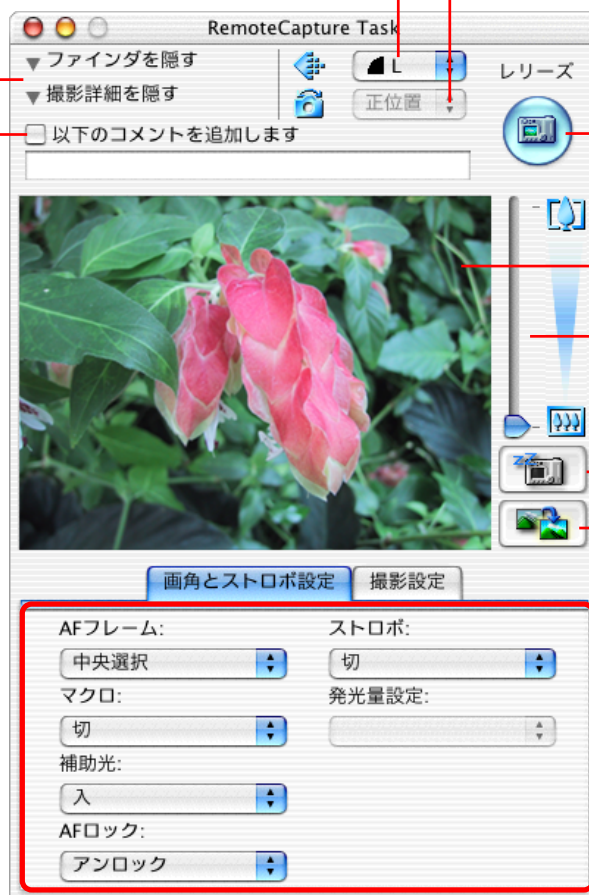 RemoteCapture Task
ファインダを隠す
L
レリーズ
撮影詳細を隠す
正位置
以下のコメントを追加します
画角とストロボ設定
撮影設定
AFフレーム:
ストロボ:
中央選択
切
マクロ:
発光量設定:
切
補助光:
入
AFロック:
アンロック